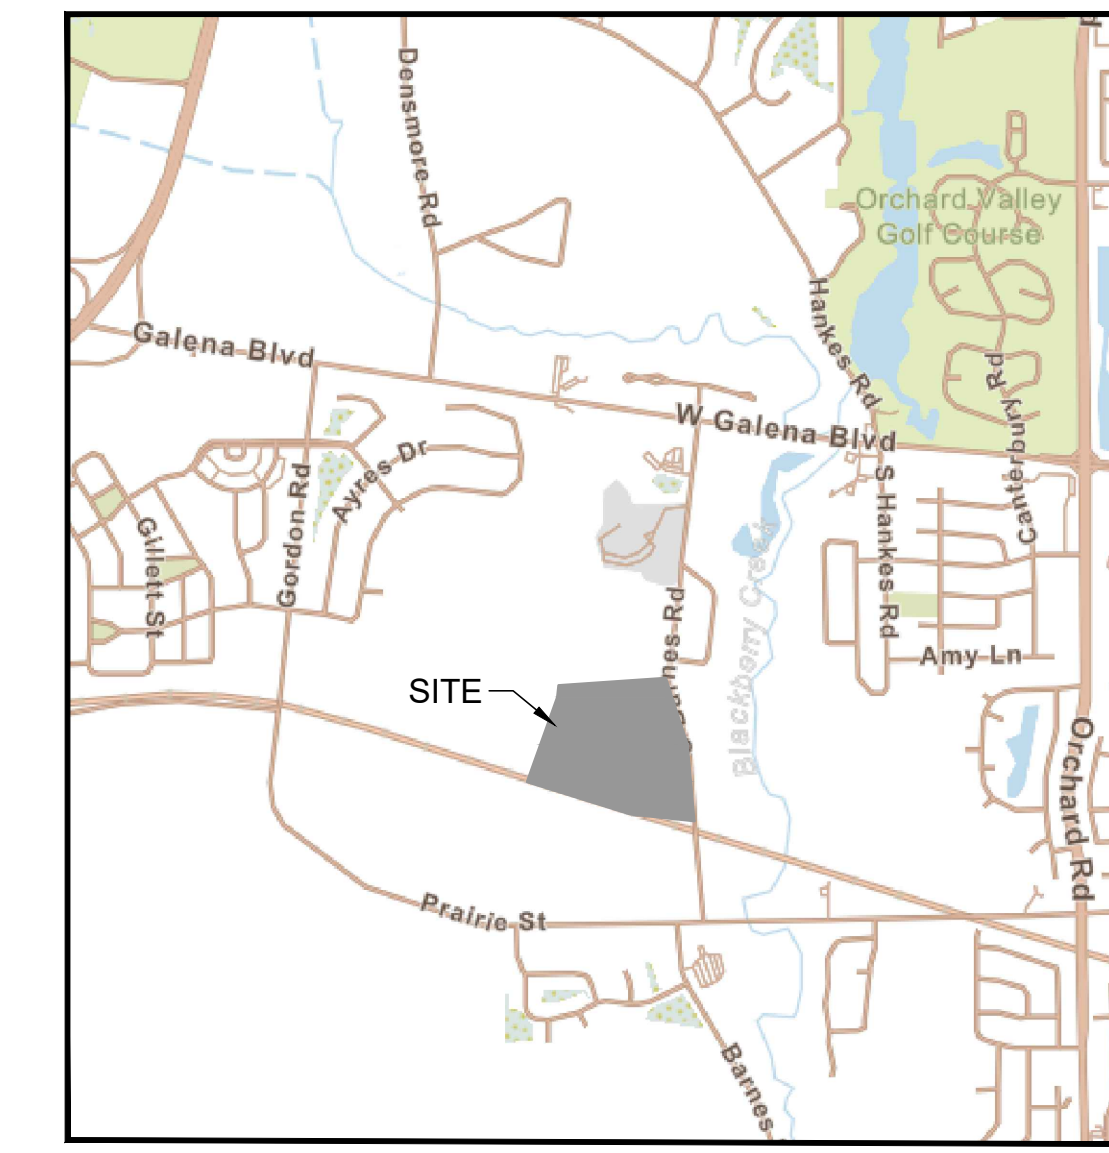 Densmore Rd
Orchard Valley
Golf Course
Hankes Rd
Galena Blvd
Canterbury Rd
W Galena Blvd
Ayres Dr
Gordon Rd
S Hankes Rd
Gillett St
Blackberry Creek
Amy Ln
SITE
Orchard Rd
Prairie St
Barnes